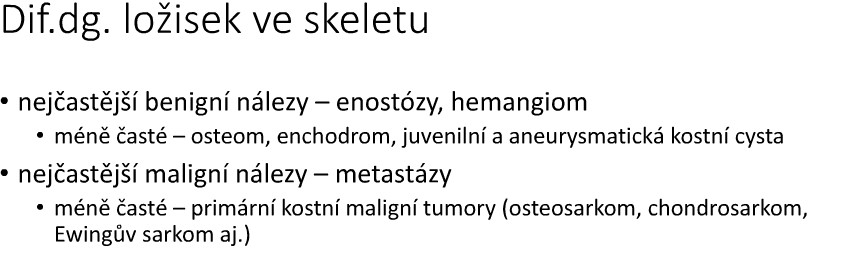 Dif.dg. ložisek ve skeletu
• nejčastější benigní nálezy – enostózy, hemangiom
• méně časté – osteom, enchodrom, juvenilní a aneurysmatická kostní cysta
• nejčastější maligní nálezy – metastázy
• méně časté – primární kostní maligní tumory (osteosarkom, chondrosarkom,
Ewingův sarkom aj.)